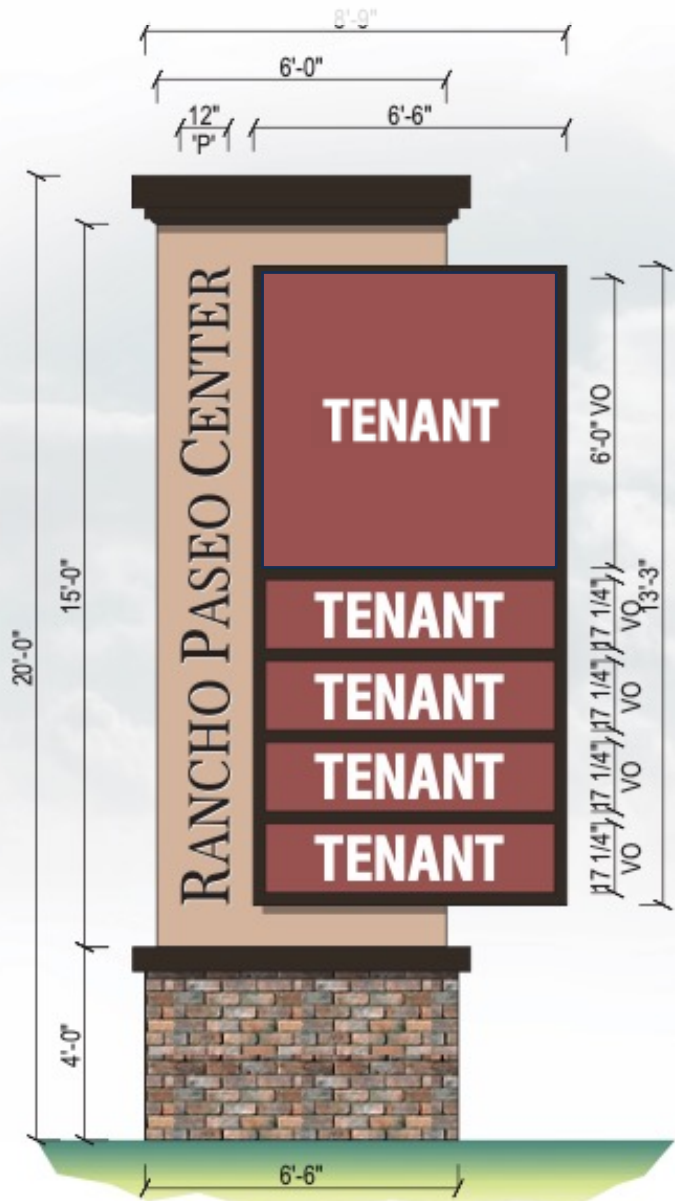 8'-9"
6'-0"
12"
'P'
6'-6"
RANCHO PASEO CENTER
TENANT
TENANT
TENANT
TENANT
TENANT
6'-0" VO
17 1/4"
VO
17 1/4"
VO
17 1/4"
VO
17 1/4"
VO
13'-3"
15'-0"
20'-0"
4'-0"
6'-6"